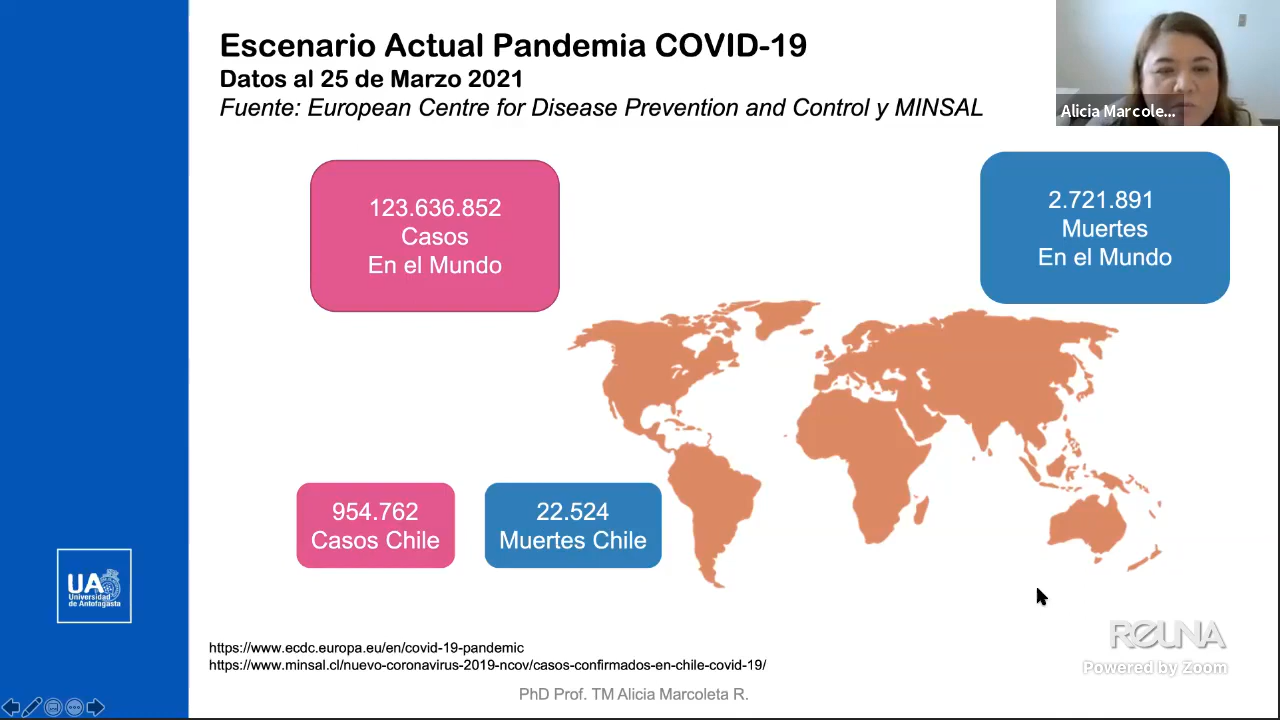 Escenario Actual Pandemia COVID-19
Datos al 25 de Marzo 2021
Fuente: European Centre for Disease Prevention and Control y MINSAL
Alicia Marcole...
123.636.852
Casos
En el Mundo
2.721.891
Muertes
En el Mundo
954.762
Casos Chile
22.524
Muertes Chile
UA
Universidad
de Antofagasta
https://www.ecdc.europa.eu/en/covid-19-pandemic
https://www.minsal.cl/nuevo-coronavirus-2019-ncov/casos-confirmados-en-chile-covid-19/
REUNA
Powered by Zoom
PhD Prof. TM Alicia Marcoleta R.